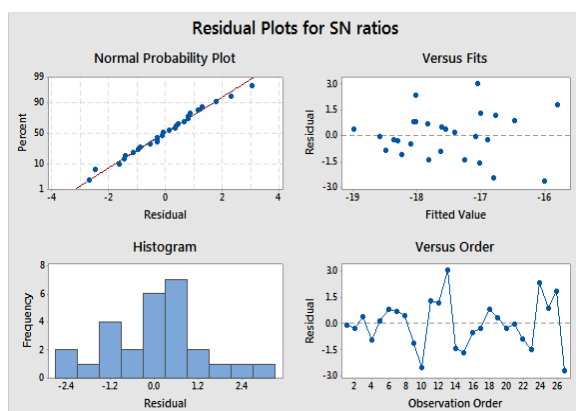 Residual Plots for SN ratios
Normal Probability Plot
Versus Fits
99
90
50
10
1
Percent
-4 -2 0 2 4
Residual
3.0
1.5
0.0
-1.5
-3.0
Residual
-19 -18 -17 -16
Fitted Value
Histogram
Versus Order
8
6
4
2
0
Frequency
-2.4 -1.2 0.0 1.2 2.4
Residual
3.0
1.5
0.0
-1.5
-3.0
Residual
2 4 6 8 10 12 14 16 18 20 22 24 26
Observation Order